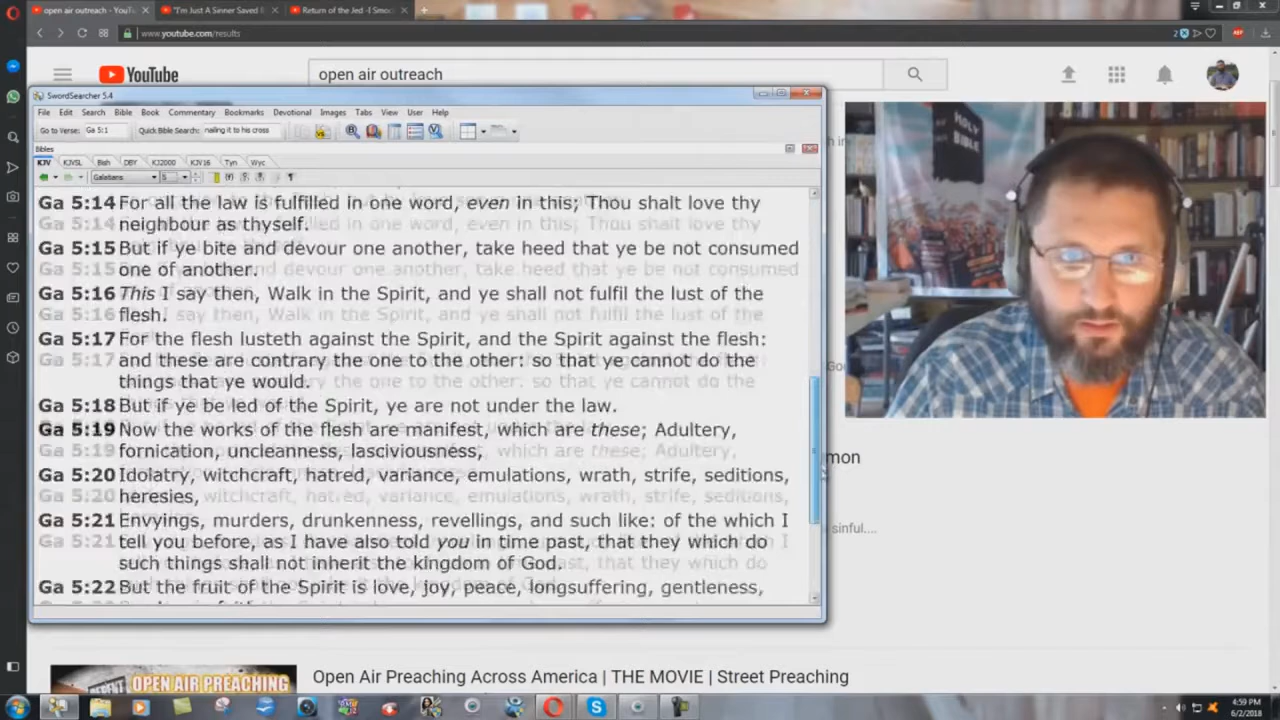 open air outreach - YouTu
"I'm Just A Sinner Saved
Return of the Jed -I Smoc
www.youtube.com/results
2
ABP
YouTube
open air outreach
SwordSearcher 5.4
File Edit View Search Bible Book Commentary Bookmarks Devotional Images Tabs View User Help
Go to Verse: Ga 5:1 Quick Bible Search: nailing it to his cross
Bibles
KJV KJVSL Bish DBY KJ2000 KJV16 Tyn Wyc
Galatians 5
HOLY BIBLE
Ga 5:14 For all the law is fulfilled in one word, even in this; Thou shalt love thy
neighbour as thyself.
Ga 5:15 But if ye bite and devour one another, take heed that ye be not consumed
one of another.
Ga 5:16 This I say then, Walk in the Spirit, and ye shall not fulfil the lust of the
flesh.
Ga 5:17 For the flesh lusteth against the Spirit, and the Spirit against the flesh:
and these are contrary the one to the other: so that ye cannot do the
things that ye would.
Ga 5:18 But if ye be led of the Spirit, ye are not under the law.
Ga 5:19 Now the works of the flesh are manifest, which are these; Adultery,
fornication, uncleanness, lasciviousness,
Ga 5:20 Idolatry, witchcraft, hatred, variance, emulations, wrath, strife, seditions,
heresies,
Ga 5:21 Envyings, murders, drunkenness, revellings, and such like: of the which I
tell you before, as I have also told you in time past, that they which do
such things shall not inherit the kingdom of God.
Ga 5:22 But the fruit of the Spirit is love, joy, peace, longsuffering, gentleness,
mon
sinful....
OPEN AIR PREACHING
Open Air Preaching Across America | THE MOVIE | Street Preaching
4:59 PM
6/2/2018